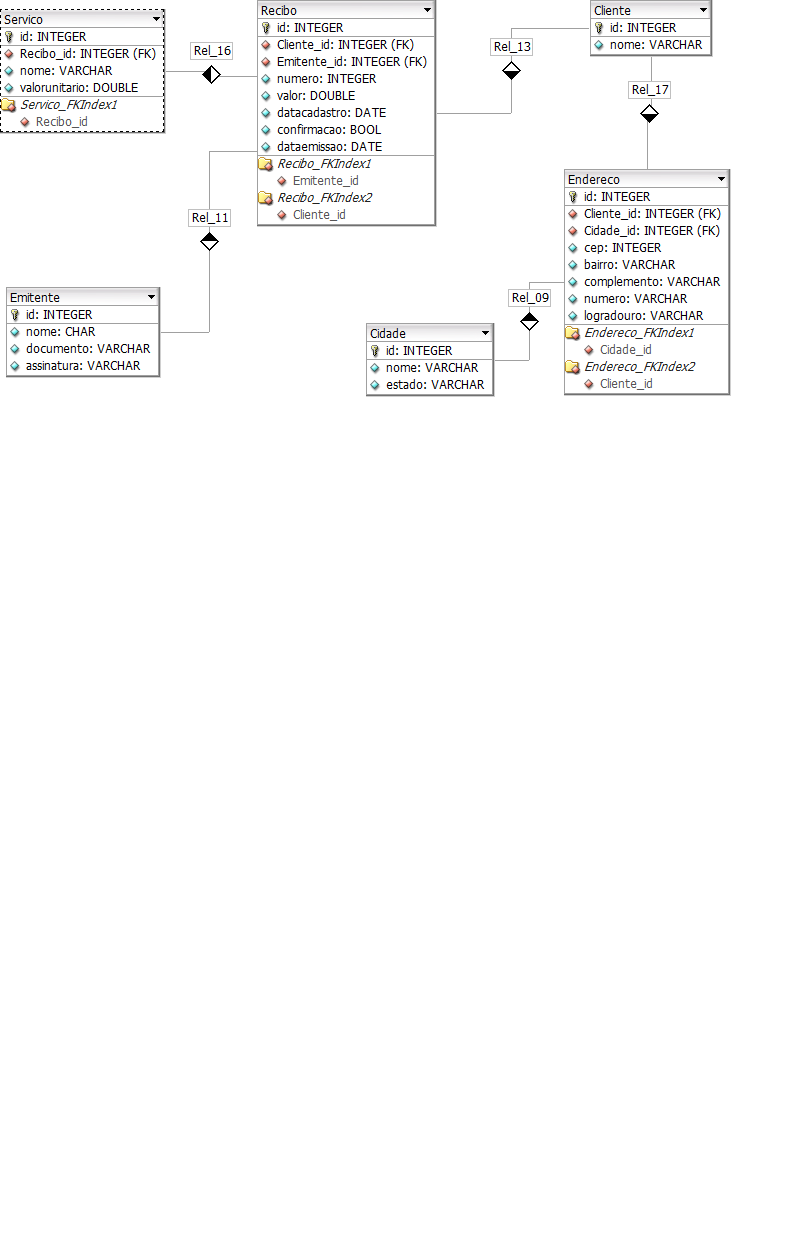 Servico
id: INTEGER
Recibo_id: INTEGER (FK)
nome: VARCHAR
valorunitario: DOUBLE
Servico_FKIndex1
Recibo_id
Rel_16
Recibo
id: INTEGER
Cliente_id: INTEGER (FK)
Emitente_id: INTEGER (FK)
numero: INTEGER
valor: DOUBLE
datacadastro: DATE
confirmacao: BOOL
dataemissao: DATE
Recibo_FKIndex1
Emitente_id
Recibo_FKIndex2
Cliente_id
Rel_13
Cliente
id: INTEGER
nome: VARCHAR
Rel_17
Rel_11
Emitente
id: INTEGER
nome: CHAR
documento: VARCHAR
assinatura: VARCHAR
Cidade
id: INTEGER
nome: VARCHAR
estado: VARCHAR
Rel_09
Endereco
id: INTEGER
Cliente_id: INTEGER (FK)
Cidade_id: INTEGER (FK)
cep: INTEGER
bairro: VARCHAR
complemento: VARCHAR
numero: VARCHAR
logradouro: VARCHAR
Endereco_FKIndex1
Cidade_id
Endereco_FKIndex2
Cliente_id